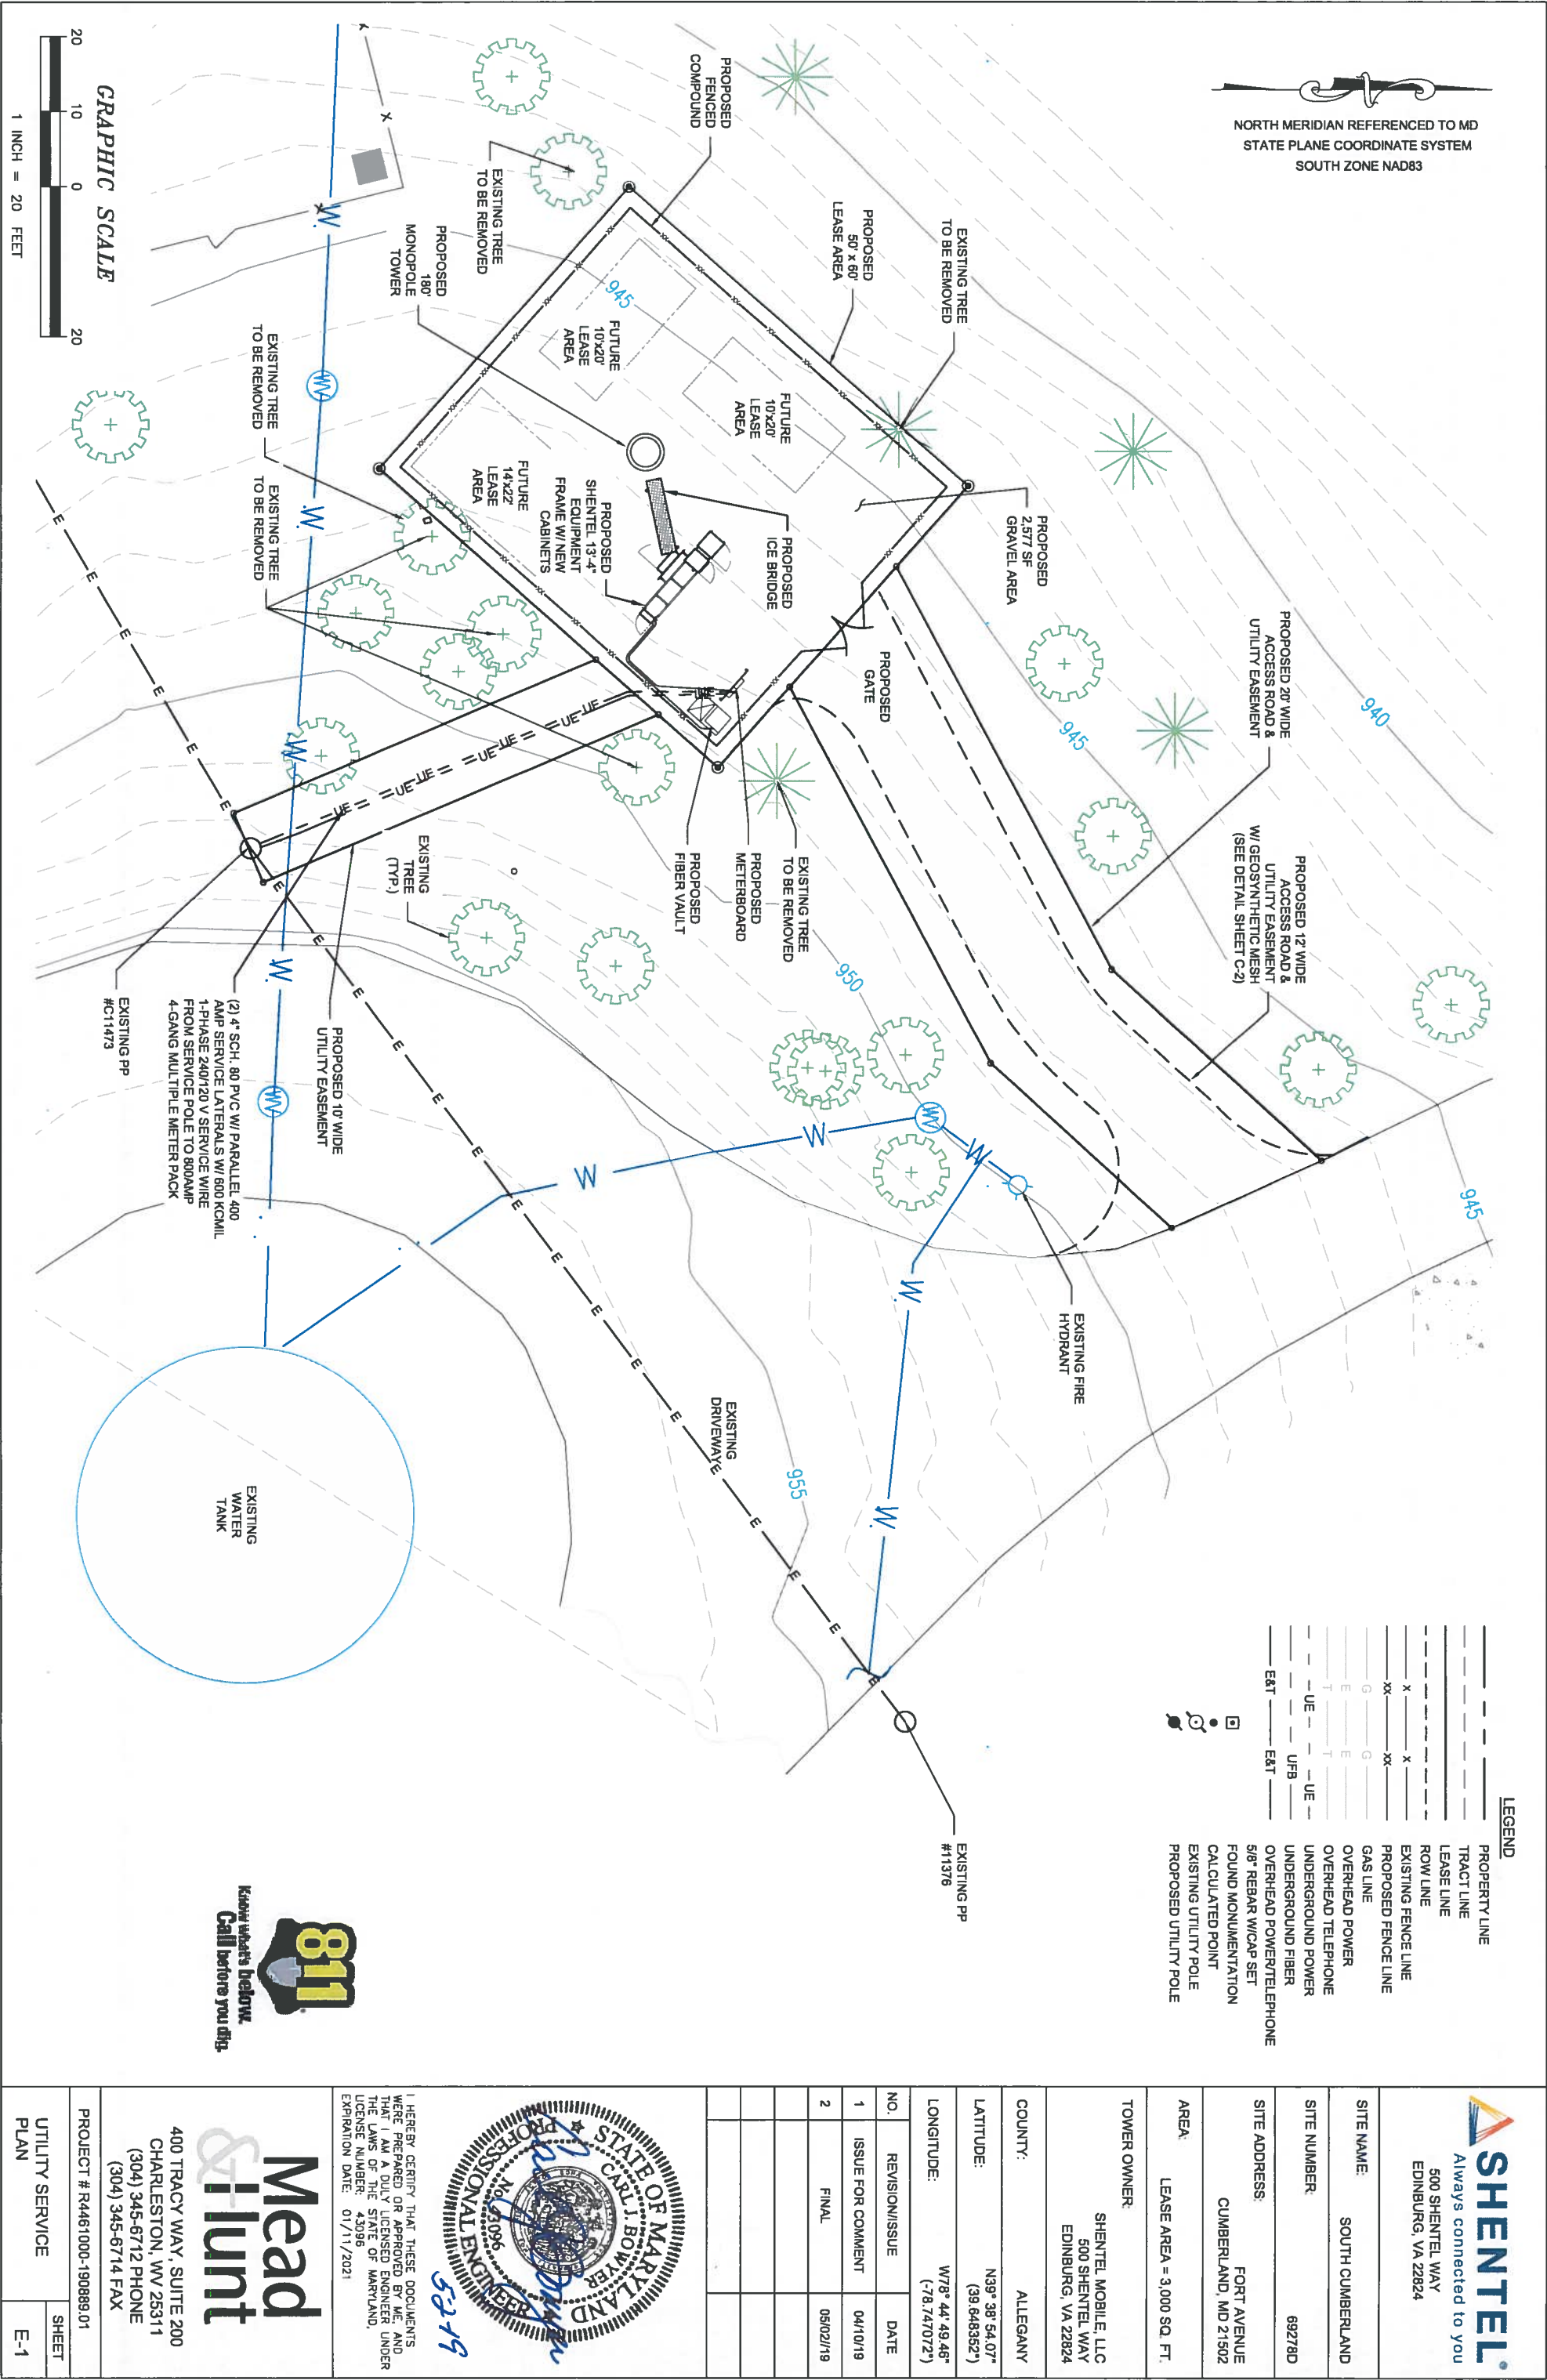 NORTH MERIDIAN REFERENCED TO MD
STATE PLANE COORDINATE SYSTEM
SOUTH ZONE NAD83
GRAPHIC SCALE
20
10
0
20
1 INCH = 20 FEET
PROPOSED
FENCED
COMPOUND
EXISTING TREE
TO BE REMOVED
PROPOSED
180'
MONOPOLE
TOWER
EXISTING TREE
TO BE REMOVED
EXISTING TREE
TO BE REMOVED
PROPOSED
50' x 60'
LEASE AREA
EXISTING TREE
TO BE REMOVED
945
FUTURE
10'x20'
LEASE
AREA
FUTURE
10'x20'
LEASE
AREA
FUTURE
14'x22'
LEASE
AREA
PROPOSED
SHENTEL 13'-4"
EQUIPMENT
FRAME W/ NEW
CABINETS
PROPOSED
ICE BRIDGE
PROPOSED
2,577 SF
GRAVEL AREA
PROPOSED
GATE
PROPOSED 20' WIDE
ACCESS ROAD &
UTILITY EASEMENT
940
945
PROPOSED 12' WIDE
ACCESS ROAD &
UTILITY EASEMENT
W/ GEOSYNTHETIC MESH
(SEE DETAIL SHEET C-2)
EXISTING TREE
TO BE REMOVED
PROPOSED
METERBOARD
PROPOSED
FIBER VAULT
EXISTING
TREE
(TYP.)
950
945
PROPOSED 10' WIDE
UTILITY EASEMENT
(2) 4" SCH. 80 PVC W/ PARALLEL 400
AMP SERVICE LATERALS W/ 600 KCMIL
1-PHASE 240/120 V SERVICE WIRE
FROM SERVICE POLE TO 800AMP
4-GANG MULTIPLE METER PACK
EXISTING PP
#C11473
EXISTING FIRE
HYDRANT
EXISTING
DRIVEWAY
955
EXISTING
WATER
TANK
EXISTING PP
#11376
LEGEND
PROPERTY LINE
TRACT LINE
LEASE LINE
ROW LINE
X X EXISTING FENCE LINE
XX XX PROPOSED FENCE LINE
G G GAS LINE
E E OVERHEAD POWER
T T OVERHEAD TELEPHONE
UE UE UNDERGROUND POWER
UFB UNDERGROUND FIBER
E&T E&T OVERHEAD POWER/TELEPHONE
5/8" REBAR W/CAP SET
FOUND MONUMENTATION
CALCULATED POINT
EXISTING UTILITY POLE
PROPOSED UTILITY POLE
811
Know what's below.
Call before you dig.
SHENTEL
Always connected to you
500 SHENTEL WAY
EDINBURG, VA 22824
SITE NAME:
SOUTH CUMBERLAND
SITE NUMBER:
69278D
SITE ADDRESS:
FORT AVENUE
CUMBERLAND, MD 21502
AREA:
LEASE AREA = 3,000 SQ. FT.
TOWER OWNER:
SHENTEL MOBILE, LLC
500 SHENTEL WAY
EDINBURG, VA 22824
COUNTY: ALLEGANY
LATITUDE: N39° 38' 54.07"
(39.648352°)
LONGITUDE: W78° 44' 49.46"
(-78.747072°)
NO. REVISION/ISSUE DATE
1 ISSUE FOR COMMENT 04/10/19
2 FINAL 05/02/19
STATE OF MARYLAND
CARL J. BOWYER
No. 43096
PROFESSIONAL ENGINEER
5-2-19
I HEREBY CERTIFY THAT THESE DOCUMENTS
WERE PREPARED OR APPROVED BY ME, AND
THAT I AM A DULY LICENSED ENGINEER UNDER
THE LAWS OF THE STATE OF MARYLAND,
LICENSE NUMBER: 43096
EXPIRATION DATE: 01/11/2021
Mead
& Hunt
400 TRACY WAY, SUITE 200
CHARLESTON, WV 25311
(304) 345-6712 PHONE
(304) 345-6714 FAX
PROJECT # R4461000-190889.01
UTILITY SERVICE
PLAN
SHEET
E-1